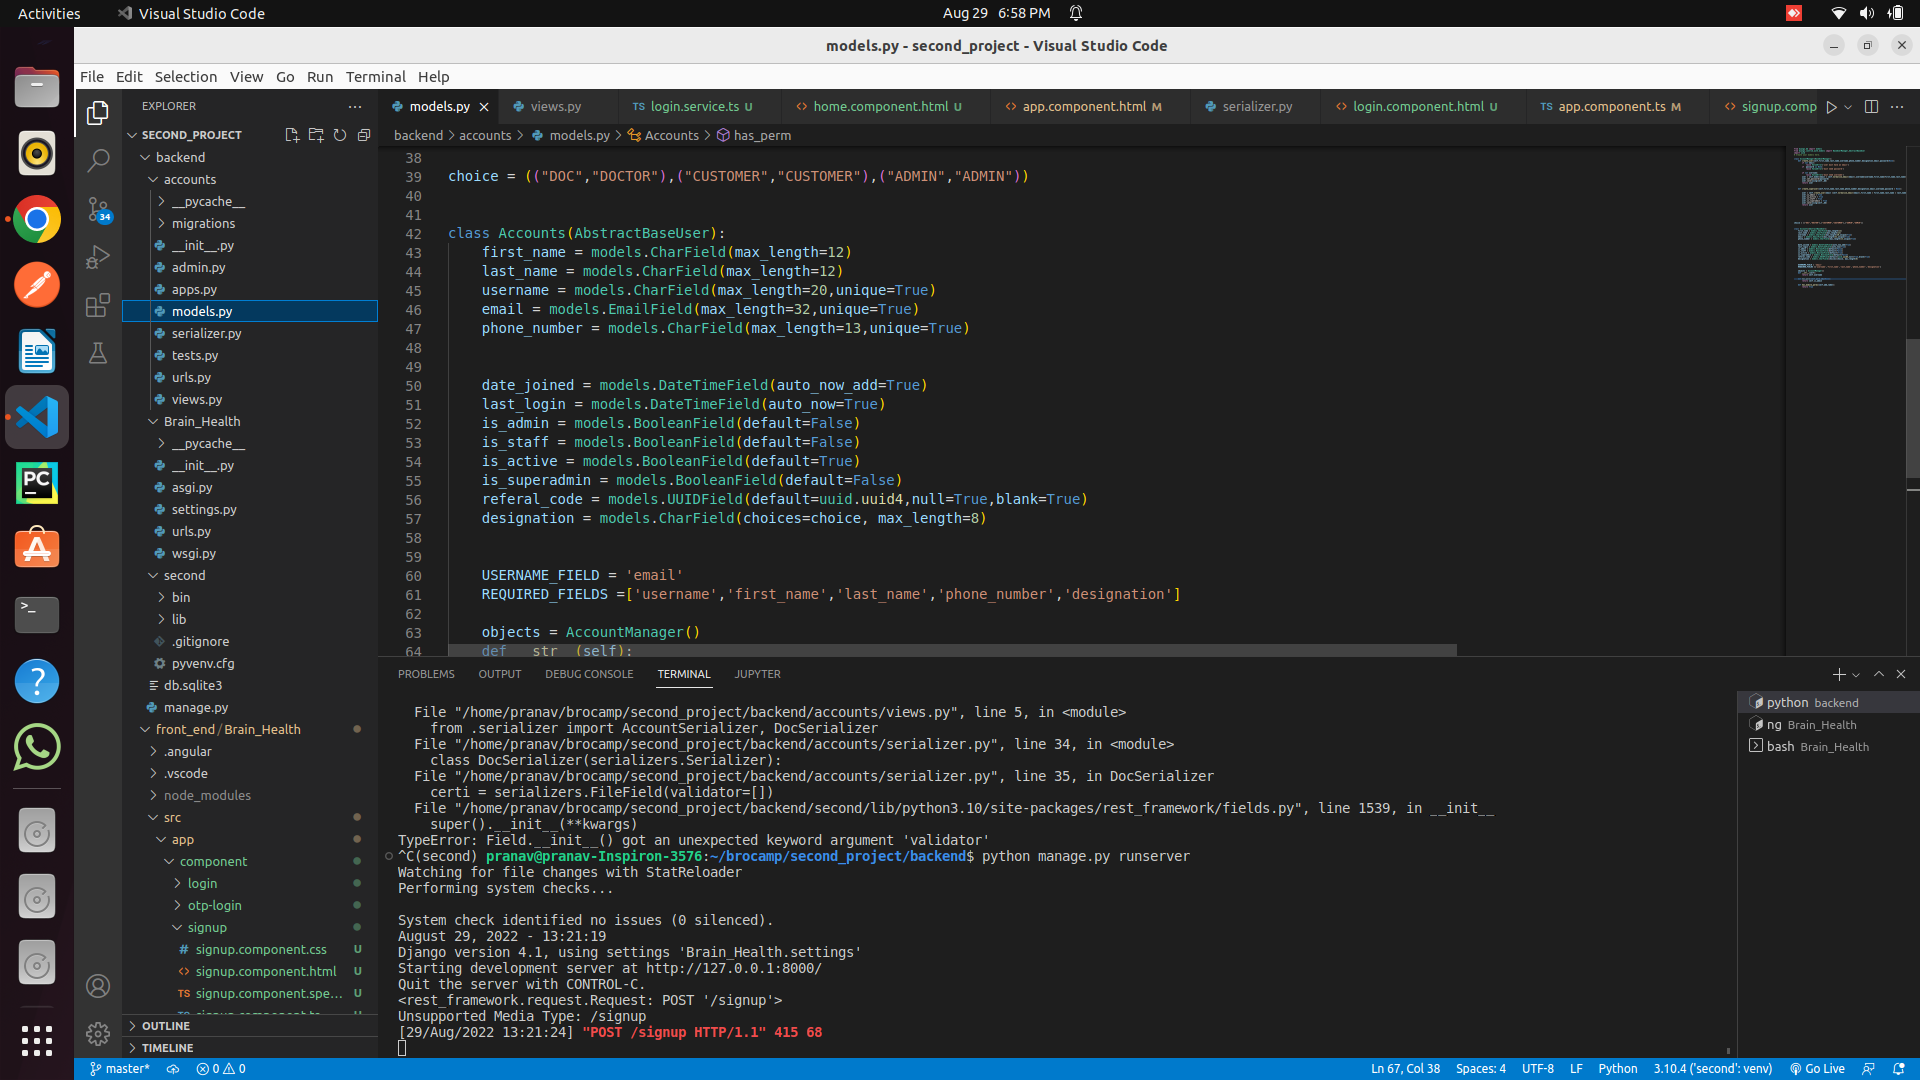 Activities
Visual Studio Code
Aug 29 6:58 PM
models.py - second_project - Visual Studio Code
File Edit Selection View Go Run Terminal Help
EXPLORER
SECOND_PROJECT
backend
accounts
__pycache__
migrations
__init__.py
admin.py
apps.py
models.py
serializer.py
tests.py
urls.py
views.py
Brain_Health
__pycache__
__init__.py
asgi.py
settings.py
urls.py
wsgi.py
second
bin
lib
.gitignore
pyvenv.cfg
db.sqlite3
manage.py
front_end / Brain_Health
.angular
.vscode
node_modules
src
app
component
login
otp-login
signup
# signup.component.css U
<> signup.component.html U
TS signup.component.spe... U
OUTLINE
TIMELINE
34
PC
models.py
views.py
TS login.service.ts U
<> home.component.html U
<> app.component.html M
serializer.py
<> login.component.html U
TS app.component.ts M
<> signup.comp
backend > accounts > models.py > Accounts > has_perm
38
39 choice = (("DOC","DOCTOR"),("CUSTOMER","CUSTOMER"),("ADMIN","ADMIN"))
40
41
42 class Accounts(AbstractBaseUser):
43 first_name = models.CharField(max_length=12)
44 last_name = models.CharField(max_length=12)
45 username = models.CharField(max_length=20,unique=True)
46 email = models.EmailField(max_length=32,unique=True)
47 phone_number = models.CharField(max_length=13,unique=True)
48
49
50 date_joined = models.DateTimeField(auto_now_add=True)
51 last_login = models.DateTimeField(auto_now=True)
52 is_admin = models.BooleanField(default=False)
53 is_staff = models.BooleanField(default=False)
54 is_active = models.BooleanField(default=True)
55 is_superadmin = models.BooleanField(default=False)
56 referal_code = models.UUIDField(default=uuid.uuid4,null=True,blank=True)
57 designation = models.CharField(choices=choice, max_length=8)
58
59
60 USERNAME_FIELD = 'email'
61 REQUIRED_FIELDS =['username','first_name','last_name','phone_number','designation']
62
63 objects = AccountManager()
64 def __str__(self):
PROBLEMS OUTPUT DEBUG CONSOLE TERMINAL JUPYTER
File "/home/pranav/brocamp/second_project/backend/accounts/views.py", line 5, in <module>
from .serializer import AccountSerializer, DocSerializer
File "/home/pranav/brocamp/second_project/backend/accounts/serializer.py", line 34, in <module>
class DocSerializer(serializers.Serializer):
File "/home/pranav/brocamp/second_project/backend/accounts/serializer.py", line 35, in DocSerializer
certi = serializers.FileField(validator=[])
File "/home/pranav/brocamp/second_project/backend/second/lib/python3.10/site-packages/rest_framework/fields.py", line 1539, in __init__
super().__init__(**kwargs)
TypeError: Field.__init__() got an unexpected keyword argument 'validator'
^C(second) pranav@pranav-Inspiron-3576:~/brocamp/second_project/backend$ python manage.py runserver
Watching for file changes with StatReloader
Performing system checks...
System check identified no issues (0 silenced).
August 29, 2022 - 13:21:19
Django version 4.1, using settings 'Brain_Health.settings'
Starting development server at http://127.0.0.1:8000/
Quit the server with CONTROL-C.
<rest_framework.request.Request: POST '/signup'>
Unsupported Media Type: /signup
[29/Aug/2022 13:21:24] "POST /signup HTTP/1.1" 415 68
python backend
ng Brain_Health
bash Brain_Health
master* 0 0
Ln 67, Col 38 Spaces: 4 UTF-8 LF Python 3.10.4 ('second': venv) Go Live